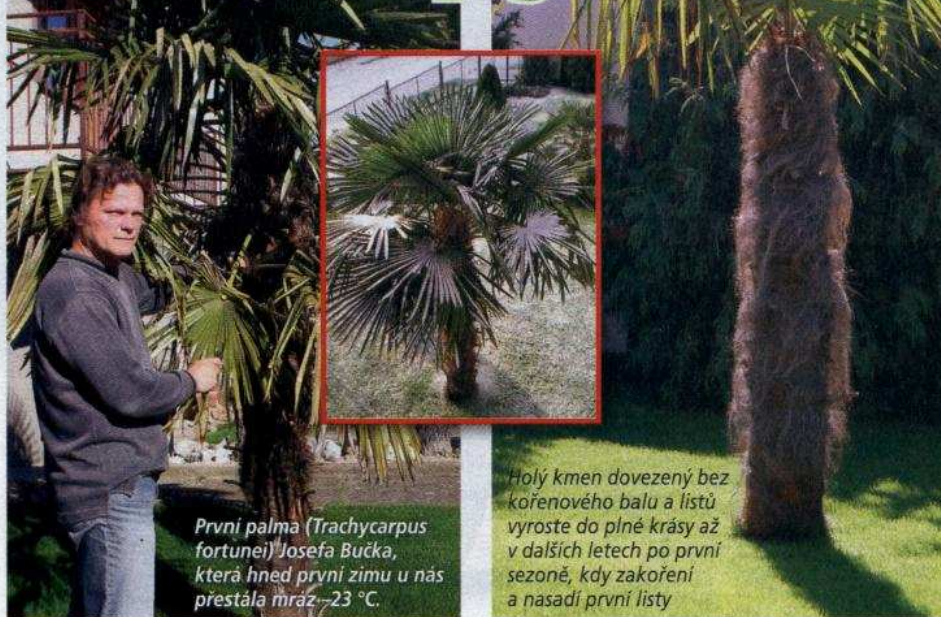 První palma (Trachycarpus
fortunei) Josefa Bučka,
která hned první zimu u nás
přestála mráz –23 °C.
Holý kmen dovezený bez
kořenového balu a listů
vyroste do plné krásy až
v dalších letech po první
sezoně, kdy zakoření
a nasadí první listy